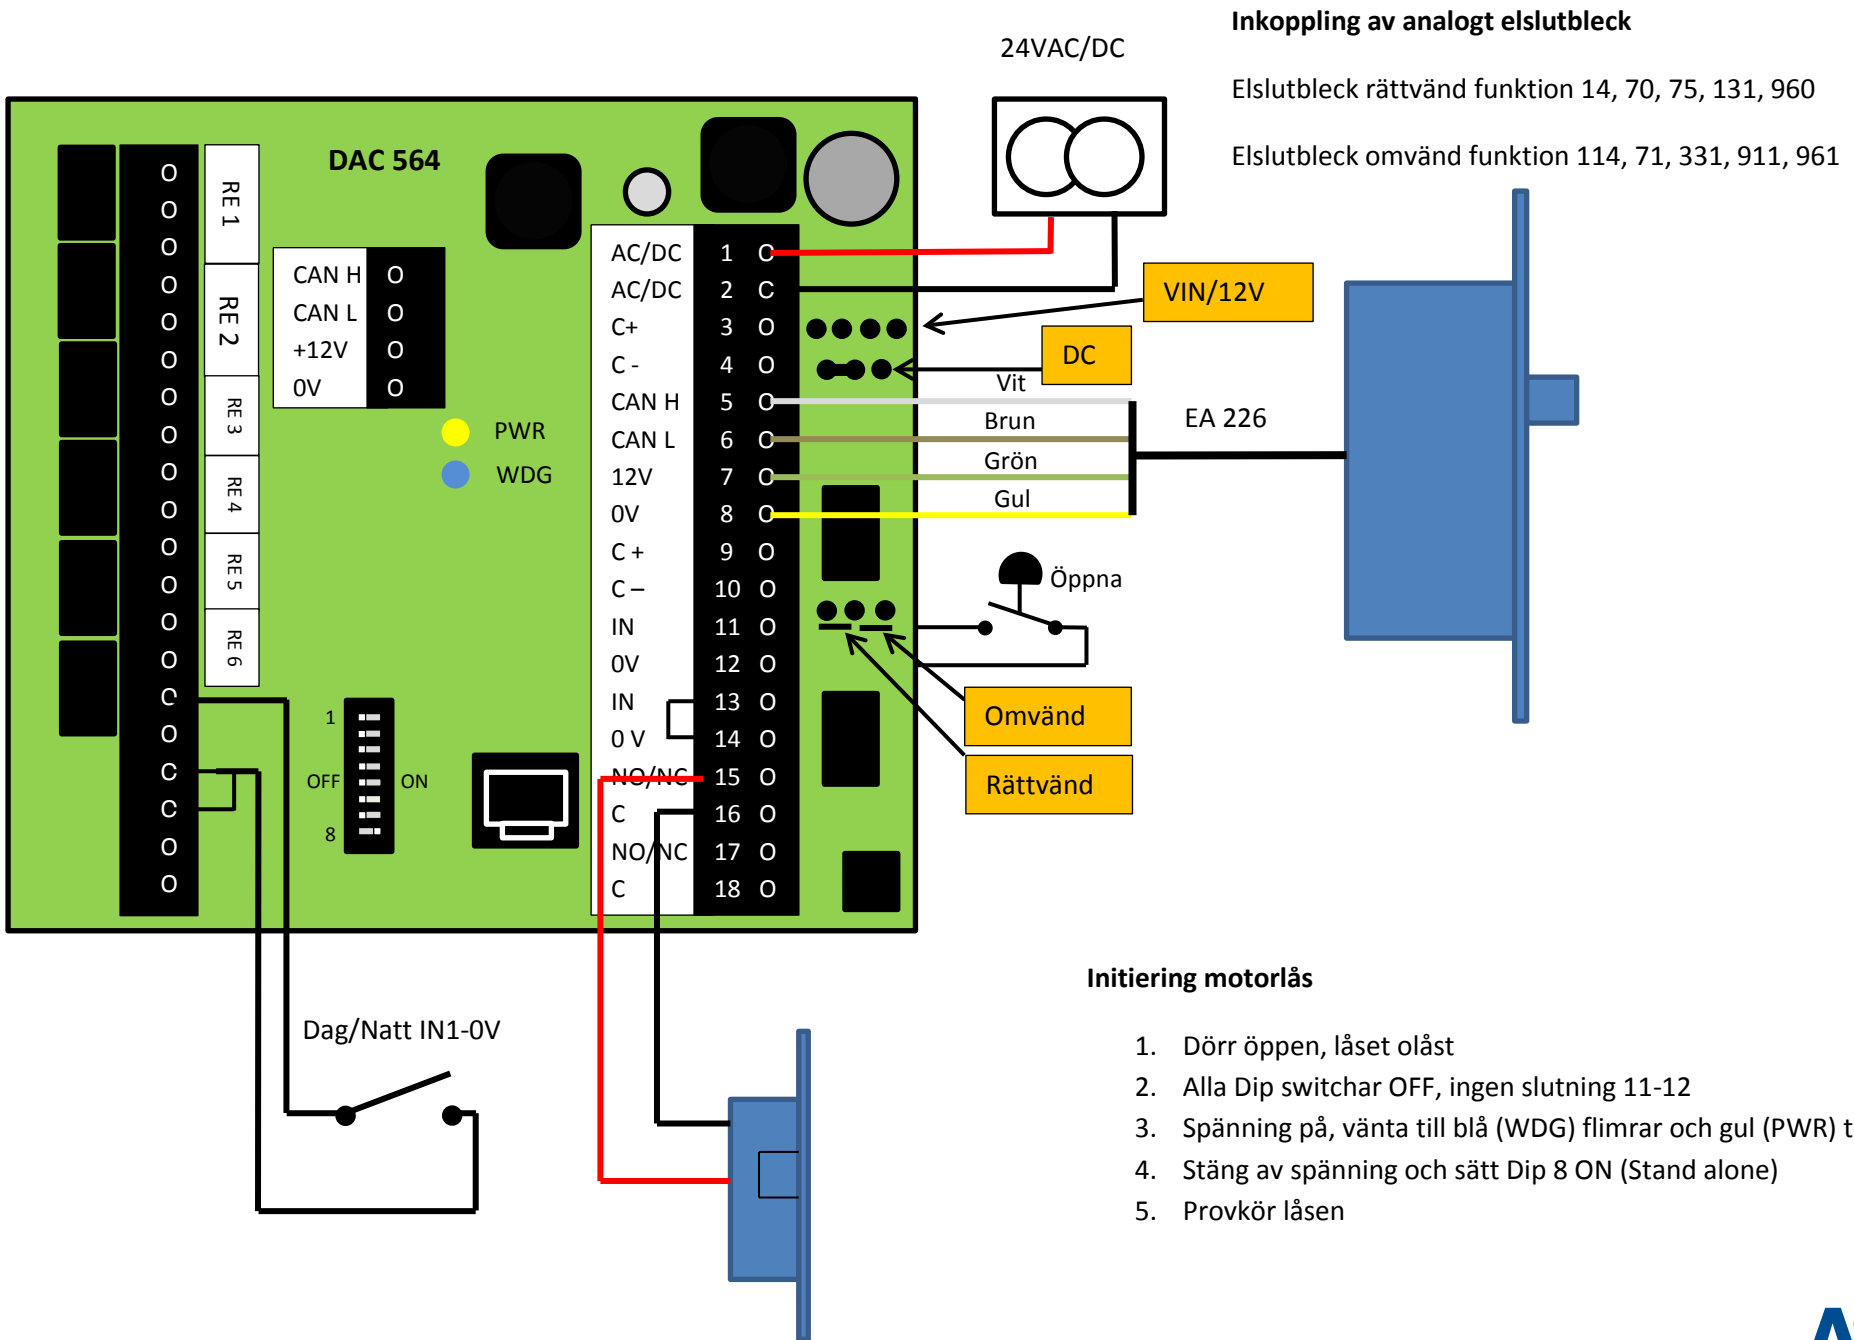 Inkoppling av analogt elslutbleck
24VAC/DC
Elslutbleck rättvänd funktion 14, 70, 75, 131, 960
Elslutbleck omvänd funktion 114, 71, 331, 911, 961
DAC 564
O
O
O
O
O
O
O
O
O
O
O
O
O
O
C
O
C
C
O
O
RE 1
RE 2
RE 3
RE 4
RE 5
RE 6
CAN H O
CAN L O
+12V O
0V O
PWR
WDG
AC/DC 1 O
AC/DC 2 C
C+ 3 O
C - 4 O
CAN H 5 O
CAN L 6 O
12V 7 O
0V 8 O
C + 9 O
C – 10 O
IN 11 O
0V 12 O
IN 13 O
0 V 14 O
NO/NC 15 O
C 16 O
NO/NC 17 O
C 18 O
VIN/12V
DC
Vit
Brun
Grön
Gul
EA 226
Öppna
Omvänd
Rättvänd
1
OFF ON
8
Dag/Natt IN1-0V
Initiering motorlås
1. Dörr öppen, låset olåst
2. Alla Dip switchar OFF, ingen slutning 11-12
3. Spänning på, vänta till blå (WDG) flimrar och gul (PWR) t
4. Stäng av spänning och sätt Dip 8 ON (Stand alone)
5. Provkör låsen